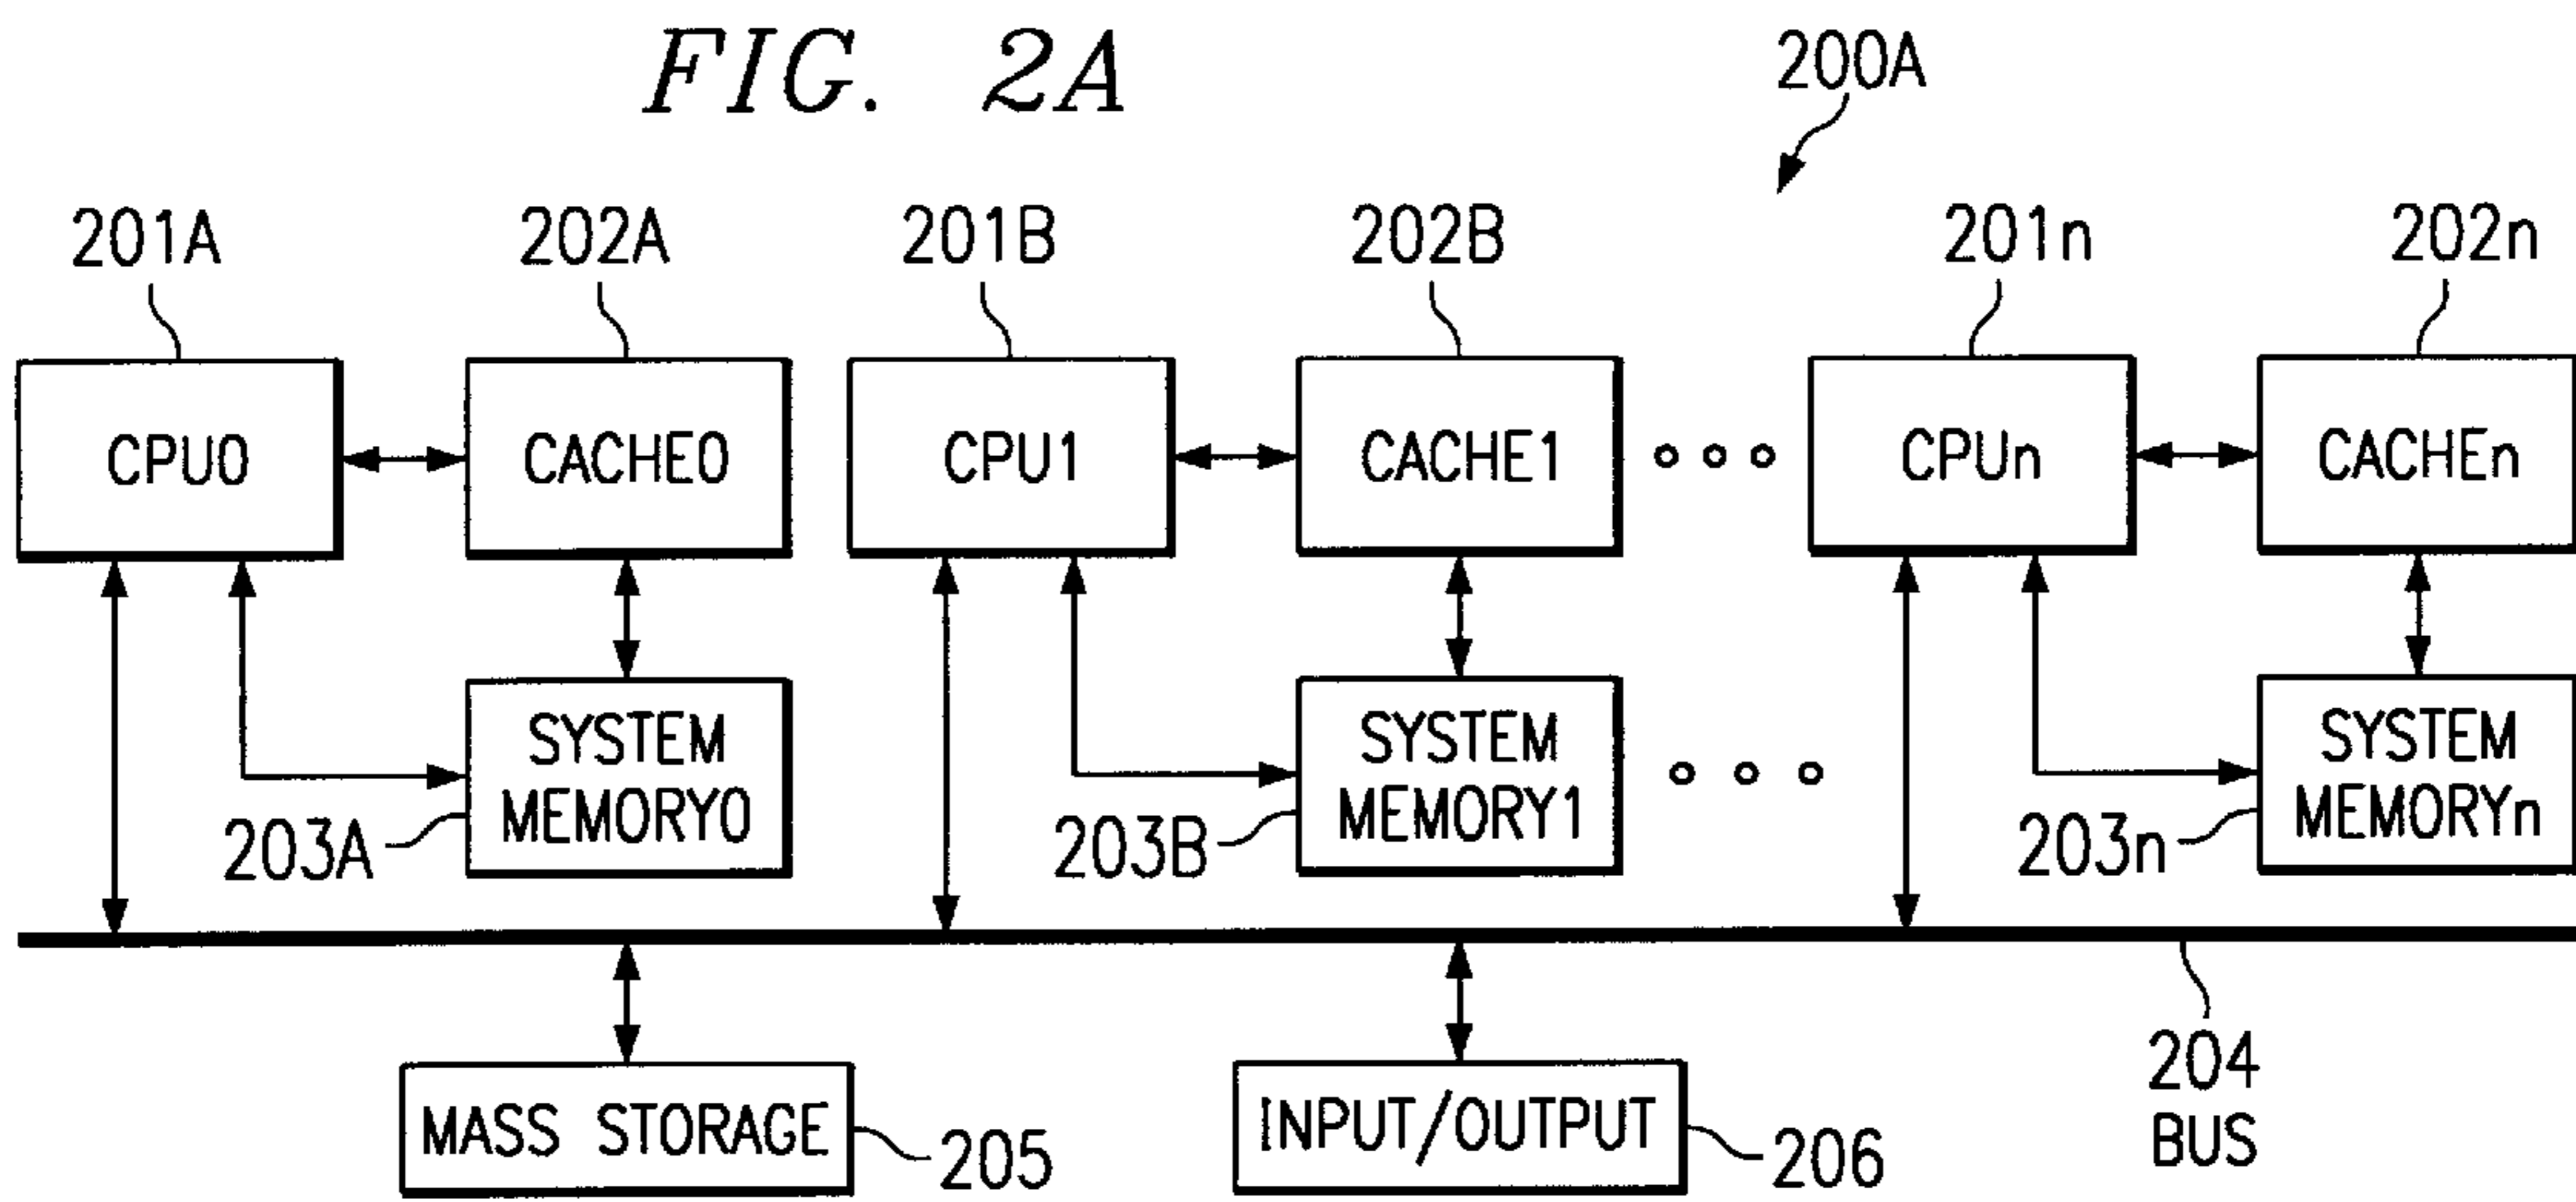 FIG. 2A
200A
201A
202A
201B
202B
201n
202n
CPU0
CACHE0
CPU1
CACHE1
CPUn
CACHEn
SYSTEM
MEMORY0
203A
SYSTEM
MEMORY1
203B
SYSTEM
MEMORYn
203n
MASS STORAGE
205
INPUT/OUTPUT
206
204
BUS